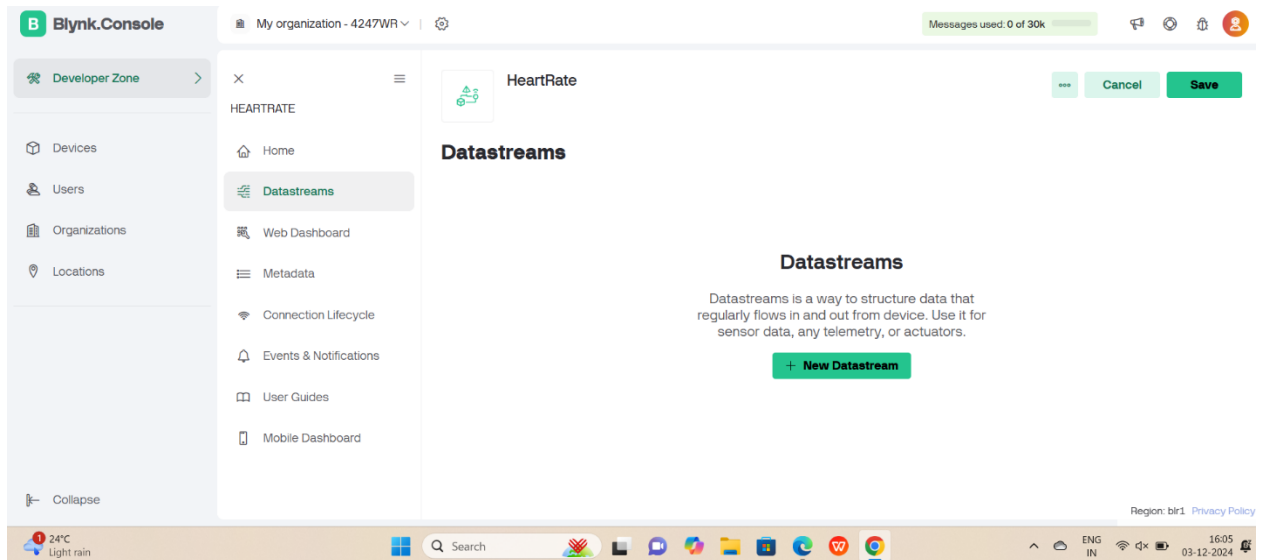 B Blynk.Console
My organization - 4247WR
Messages used: 0 of 30k
Developer Zone
Devices
Users
Organizations
Locations
Collapse
HEARTRATE
Home
Datastreams
Web Dashboard
Metadata
Connection Lifecycle
Events & Notifications
User Guides
Mobile Dashboard
HeartRate
Cancel
Save
Datastreams
Datastreams
Datastreams is a way to structure data that
regularly flows in and out from device. Use it for
sensor data, any telemetry, or actuators.
+ New Datastream
Region: blr1 Privacy Policy
1
24°C
Light rain
Search
ENG
IN
16:05
03-12-2024